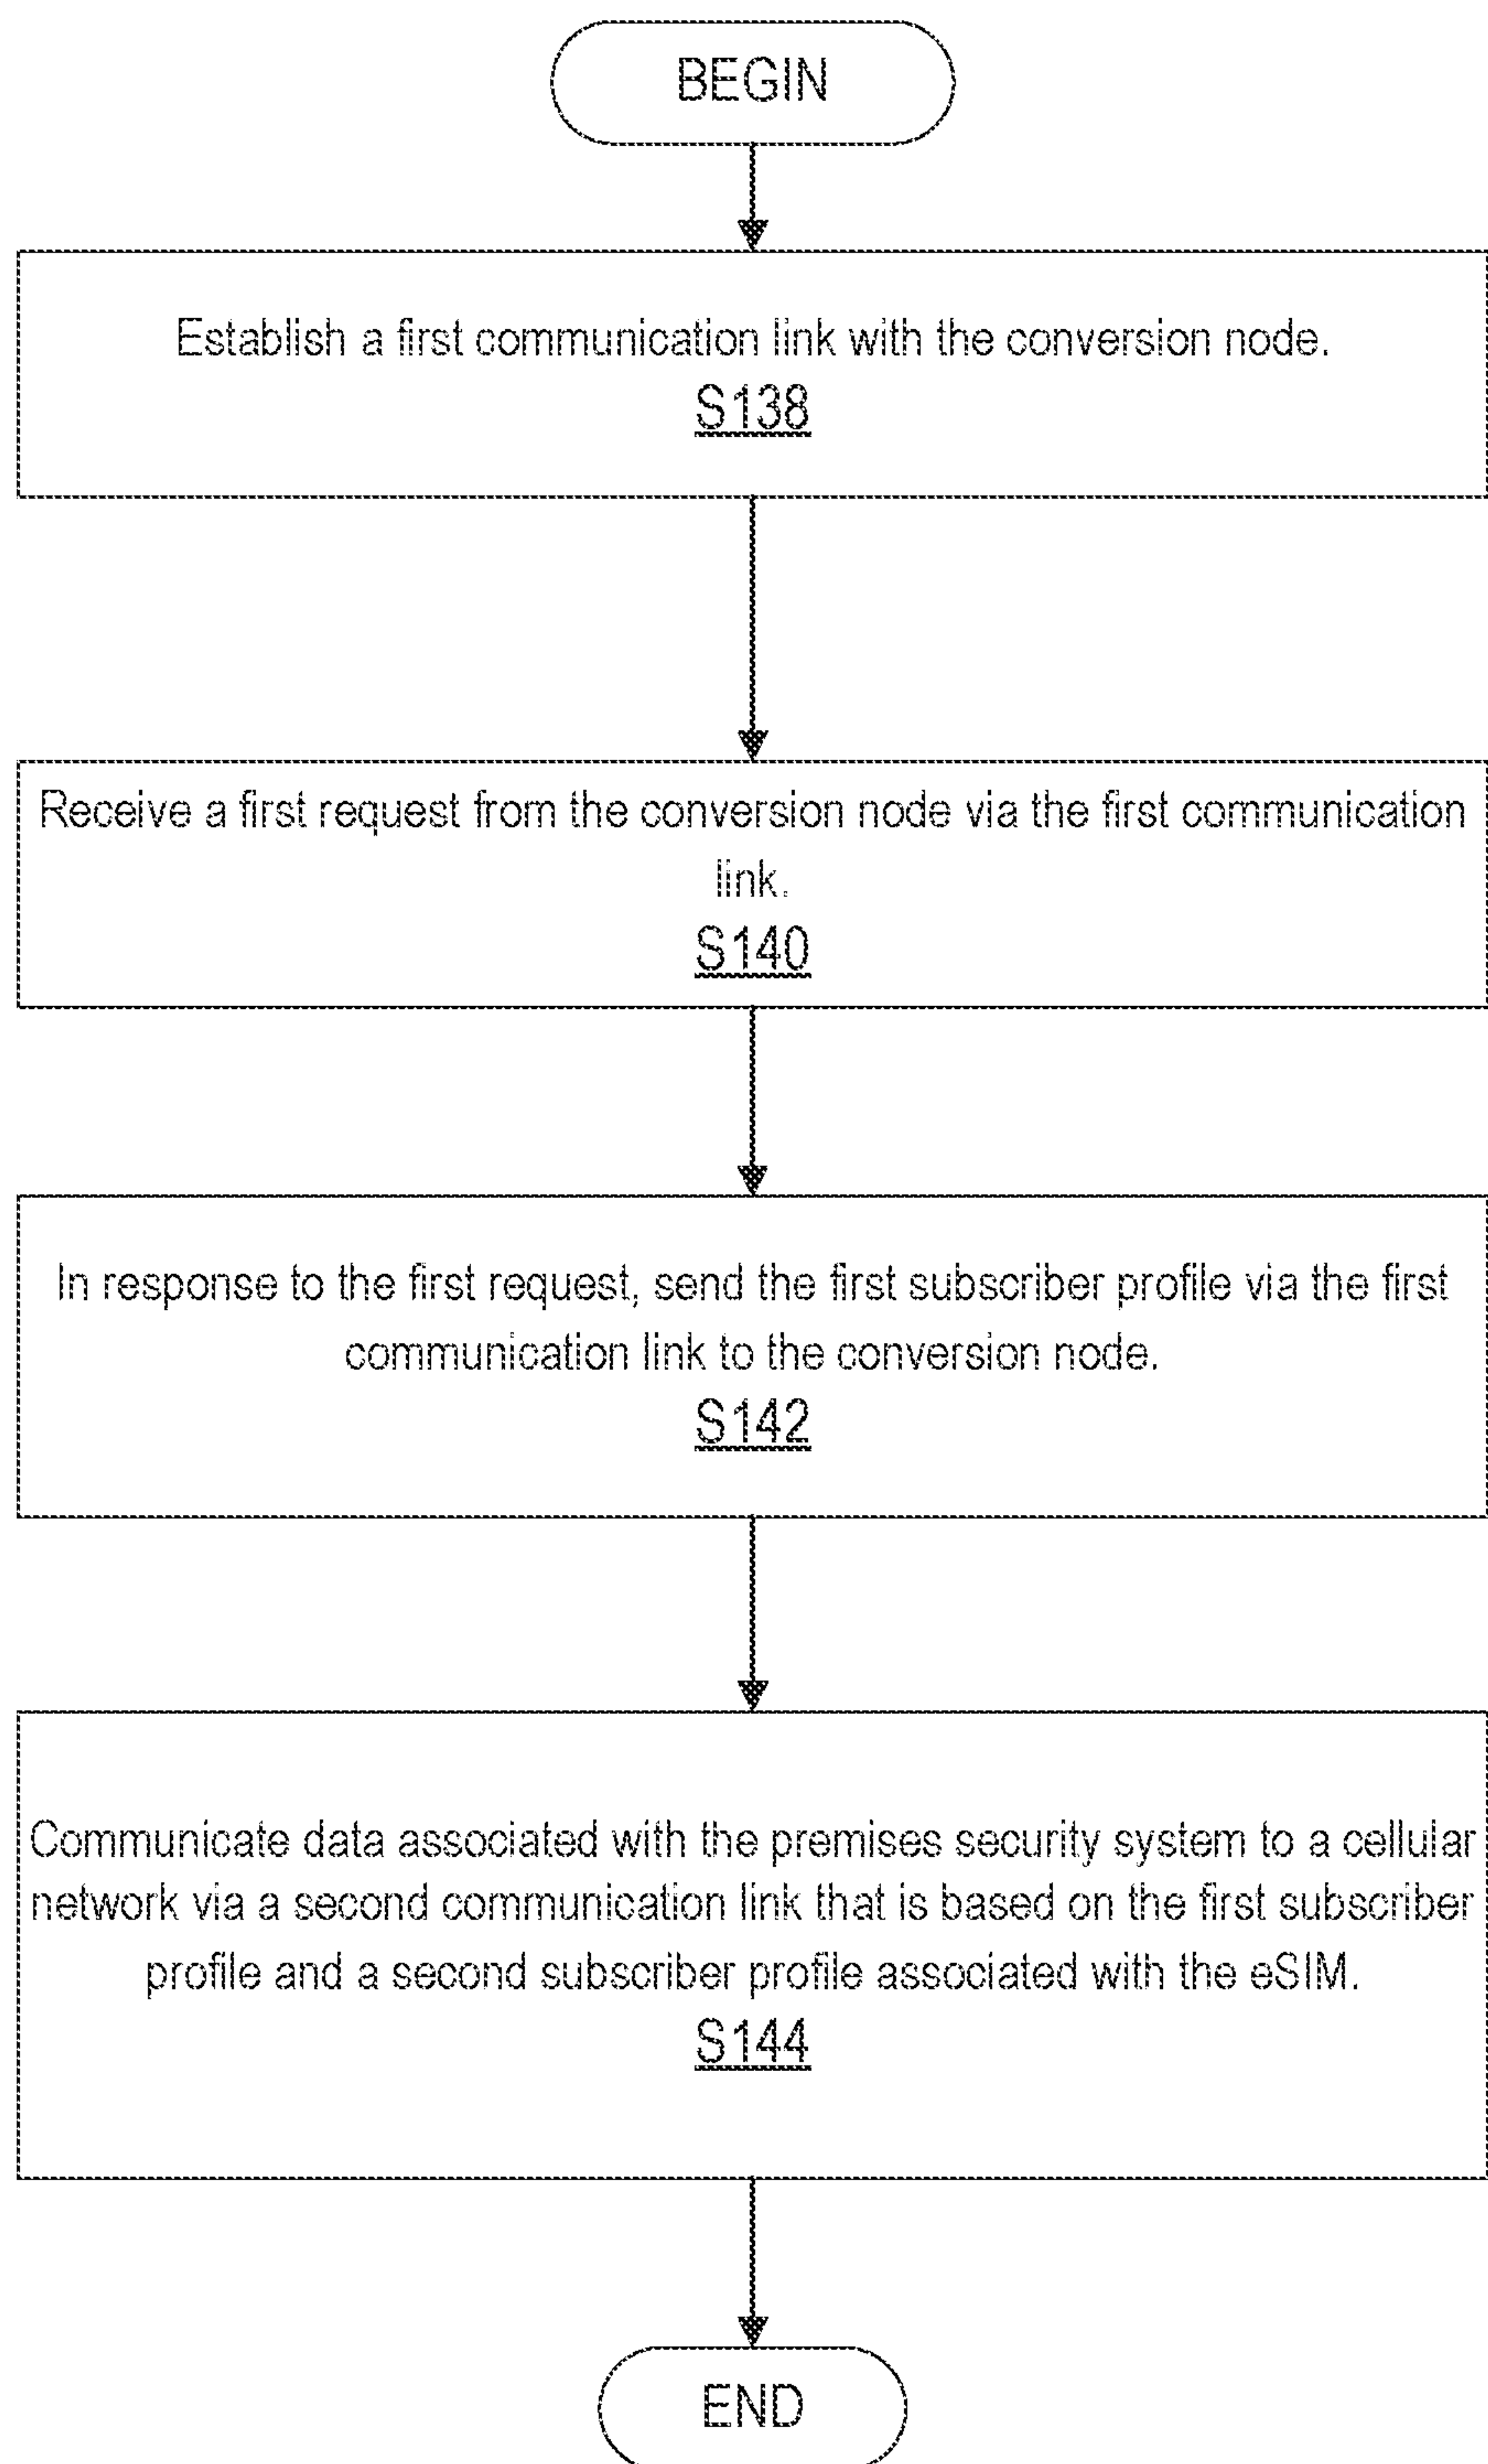 BEGIN
Establish a first communication link with the conversion node.
S138
Receive a first request from the conversion node via the first communication
link.
S140
In response to the first request, send the first subscriber profile via the first
communication link to the conversion node.
S142
Communicate data associated with the premises security system to a cellular
network via a second communication link that is based on the first subscriber
profile and a second subscriber profile associated with the eSIM.
S144
END